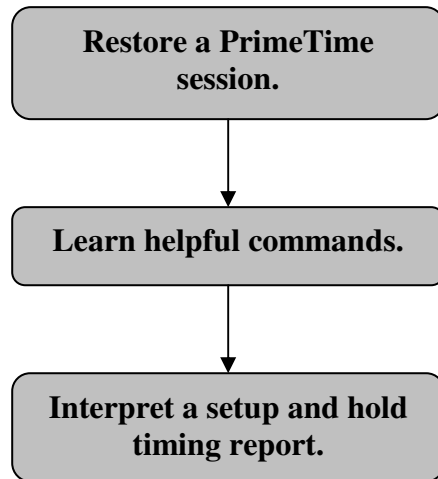 Restore a PrimeTime
session.
Learn helpful commands.
Interpret a setup and hold
timing report.